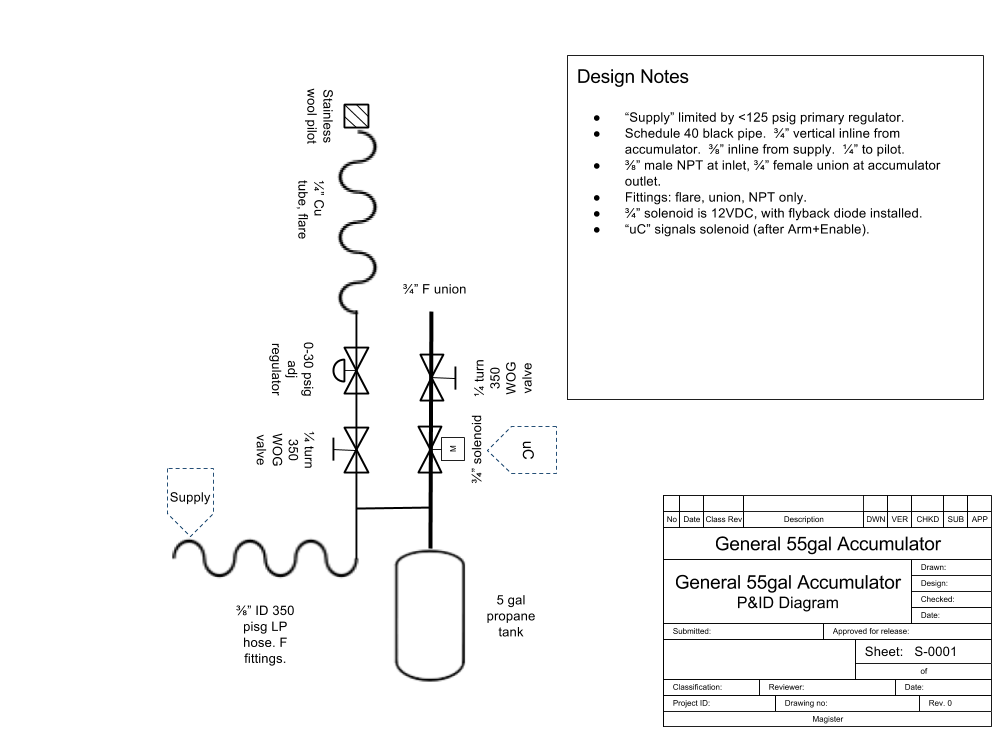 Stainless
wool pilot
¼” Cu
tube, flare
¾” F union
0-30 psig
adj
regulator
¼ turn
350
WOG
valve
¼ turn
350
WOG
valve
M
¾” solenoid
uC
Supply
⅜” ID 350
pisg LP
hose. F
fittings.
5 gal
propane
tank
Design Notes
● “Supply” limited by <125 psig primary regulator.
● Schedule 40 black pipe. ¾” vertical inline from
accumulator. ⅜” inline from supply. ¼” to pilot.
● ⅜” male NPT at inlet, ¾” female union at accumulator
outlet.
● Fittings: flare, union, NPT only.
● ¾” solenoid is 12VDC, with flyback diode installed.
● “uC” signals solenoid (after Arm+Enable).
No Date Class Rev Description DWN VER CHKD SUB APP
General 55gal Accumulator
General 55gal Accumulator
P&ID Diagram
Drawn:
Design:
Checked:
Date:
Submitted: Approved for release:
Sheet: S-0001
of
Classification: Reviewer: Date:
Project ID: Drawing no: Rev. 0
Magister